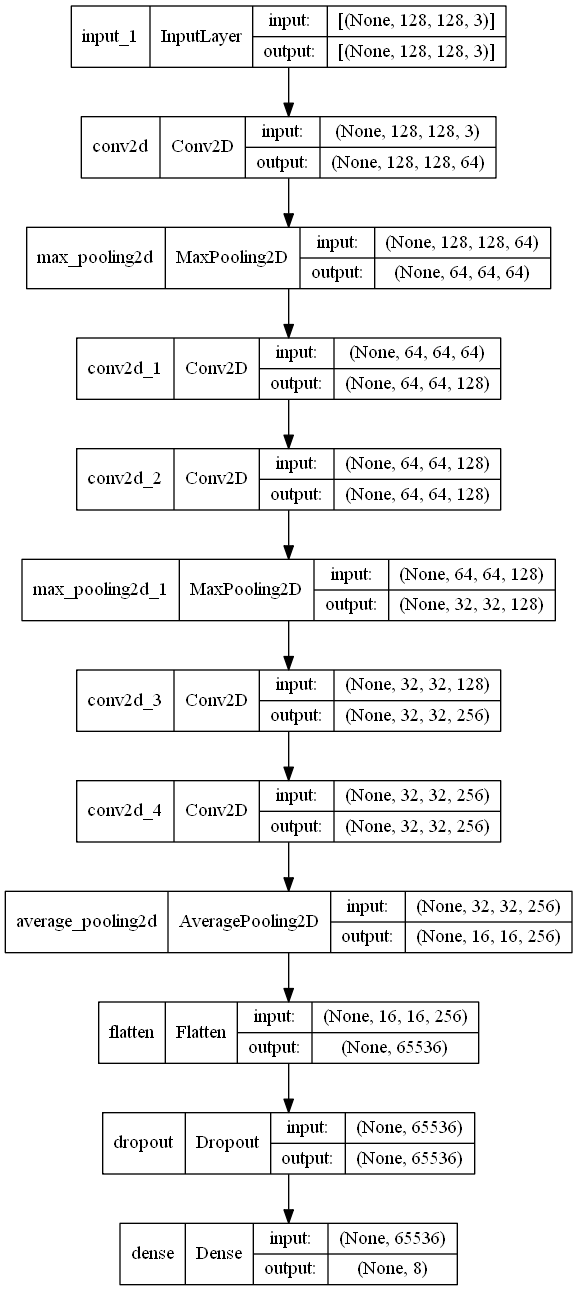 input_1 InputLayer input: [(None, 128, 128, 3)]
output: [(None, 128, 128, 3)]
conv2d Conv2D input: (None, 128, 128, 3)
output: (None, 128, 128, 64)
max_pooling2d MaxPooling2D input: (None, 128, 128, 64)
output: (None, 64, 64, 64)
conv2d_1 Conv2D input: (None, 64, 64, 64)
output: (None, 64, 64, 128)
conv2d_2 Conv2D input: (None, 64, 64, 128)
output: (None, 64, 64, 128)
max_pooling2d_1 MaxPooling2D input: (None, 64, 64, 128)
output: (None, 32, 32, 128)
conv2d_3 Conv2D input: (None, 32, 32, 128)
output: (None, 32, 32, 256)
conv2d_4 Conv2D input: (None, 32, 32, 256)
output: (None, 32, 32, 256)
average_pooling2d AveragePooling2D input: (None, 32, 32, 256)
output: (None, 16, 16, 256)
flatten Flatten input: (None, 16, 16, 256)
output: (None, 65536)
dropout Dropout input: (None, 65536)
output: (None, 65536)
dense Dense input: (None, 65536)
output: (None, 8)